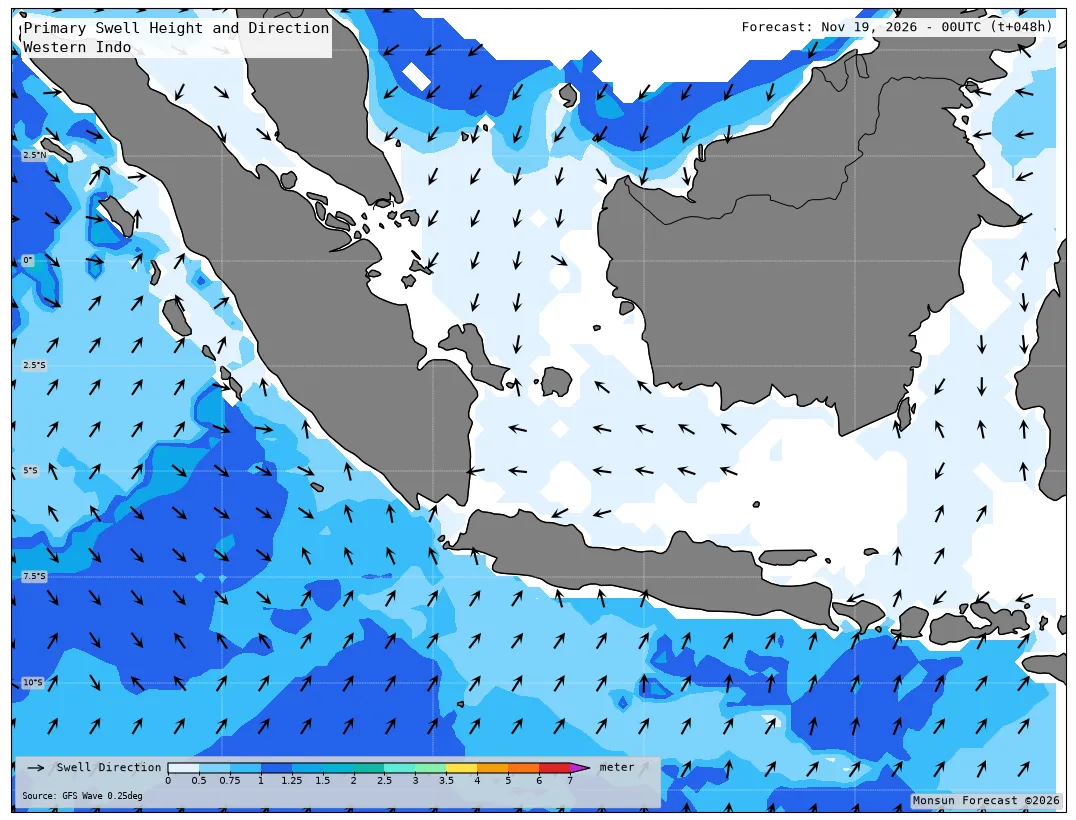 Primary Swell Height and Direction
Western Indo
Forecast: Nov 19, 2026 - 00UTC (t+048h)
2.5°N
0°
2.5°S
5°S
7.5°S
10°S
Swell Direction
meter
0 0.5 0.75 1 1.25 1.5 2 2.5 3 3.5 4 5 6 7
Source: GFS Wave 0.25deg
Monsun Forecast ©2026